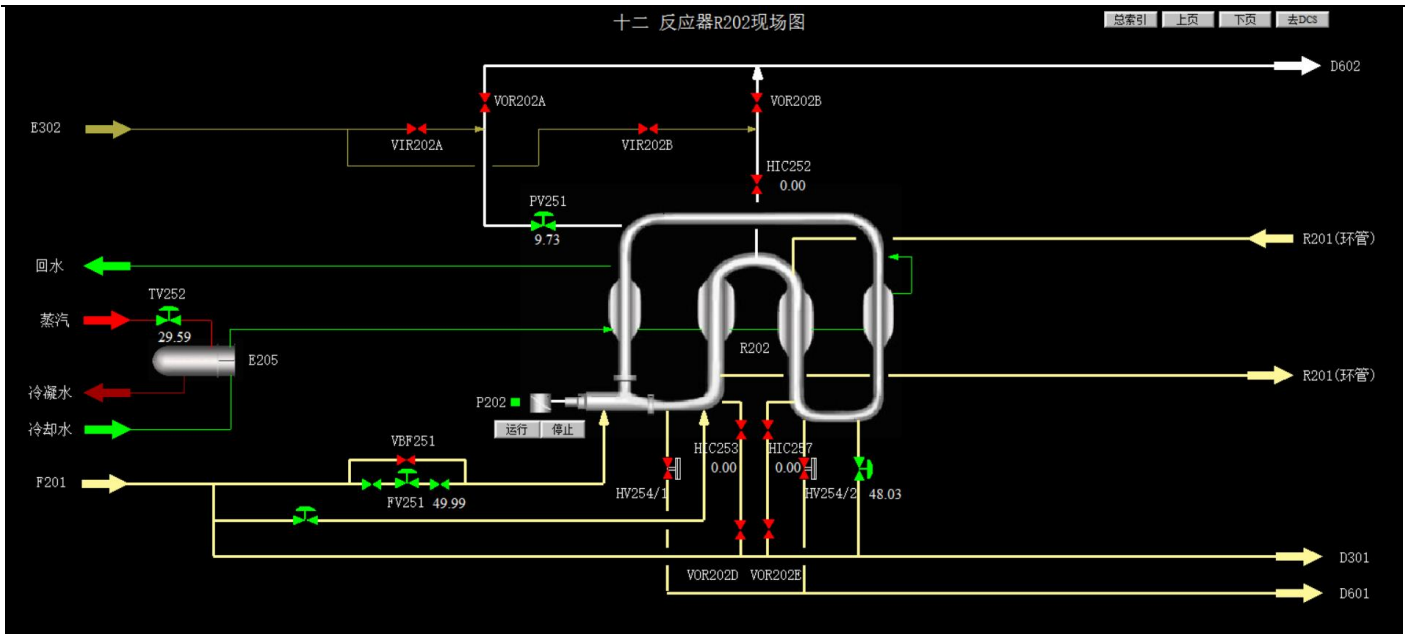 十二 反应器R202现场图
总索引 上页 下页 去DCS
D602
VOR202A
VOR202B
E302
VIR202A
VIR202B
HIC252
0.00
PV251
9.73
R201(环管)
回水
TV252
蒸汽
29.59
E205
R202
冷凝水
R201(环管)
P202
运行 停止
冷却水
VBF251
HIC253
0.00
HIC257
0.00
F201
FV251 49.99
HV254/1
HV254/2
48.03
D301
VOR202D VOR202E
D601